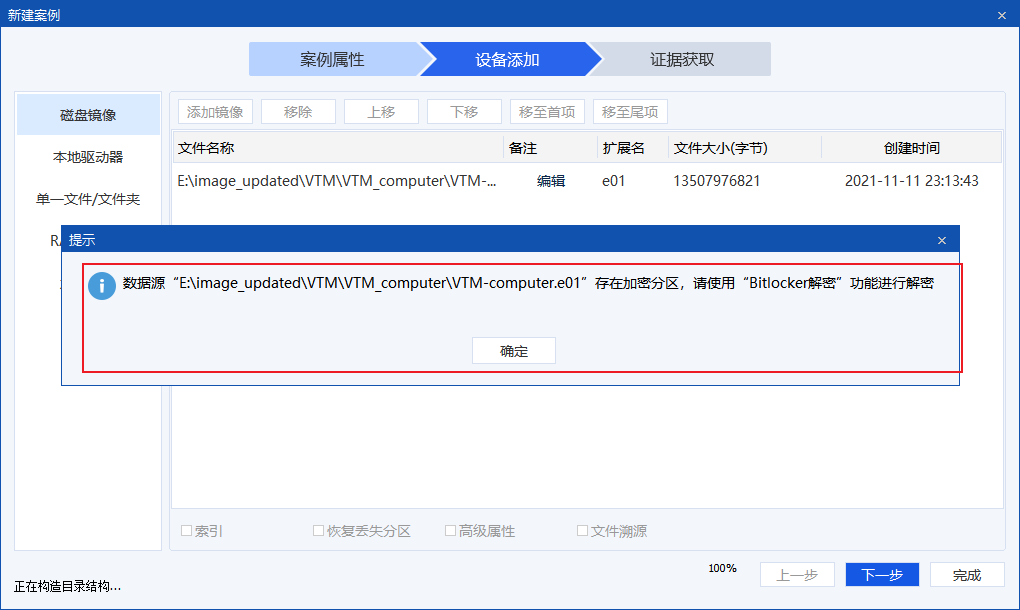 新建案例
案例属性 设备添加 证据获取
磁盘镜像
本地驱动器
单一文件/文件夹
添加镜像 移除 上移 下移 移至首项 移至尾项
文件名称 备注 扩展名 文件大小(字节) 创建时间
E:\image_updated\VTM\VTM_computer\VTM-... 编辑 e01 13507976821 2021-11-11 23:13:43
提示
数据源“E:\image_updated\VTM\VTM_computer\VTM-computer.e01”存在加密分区，请使用“Bitlocker解密”功能进行解密
确定
索引 恢复丢失分区 高级属性 文件溯源
正在构造目录结构...
100%
上一步 下一步 完成